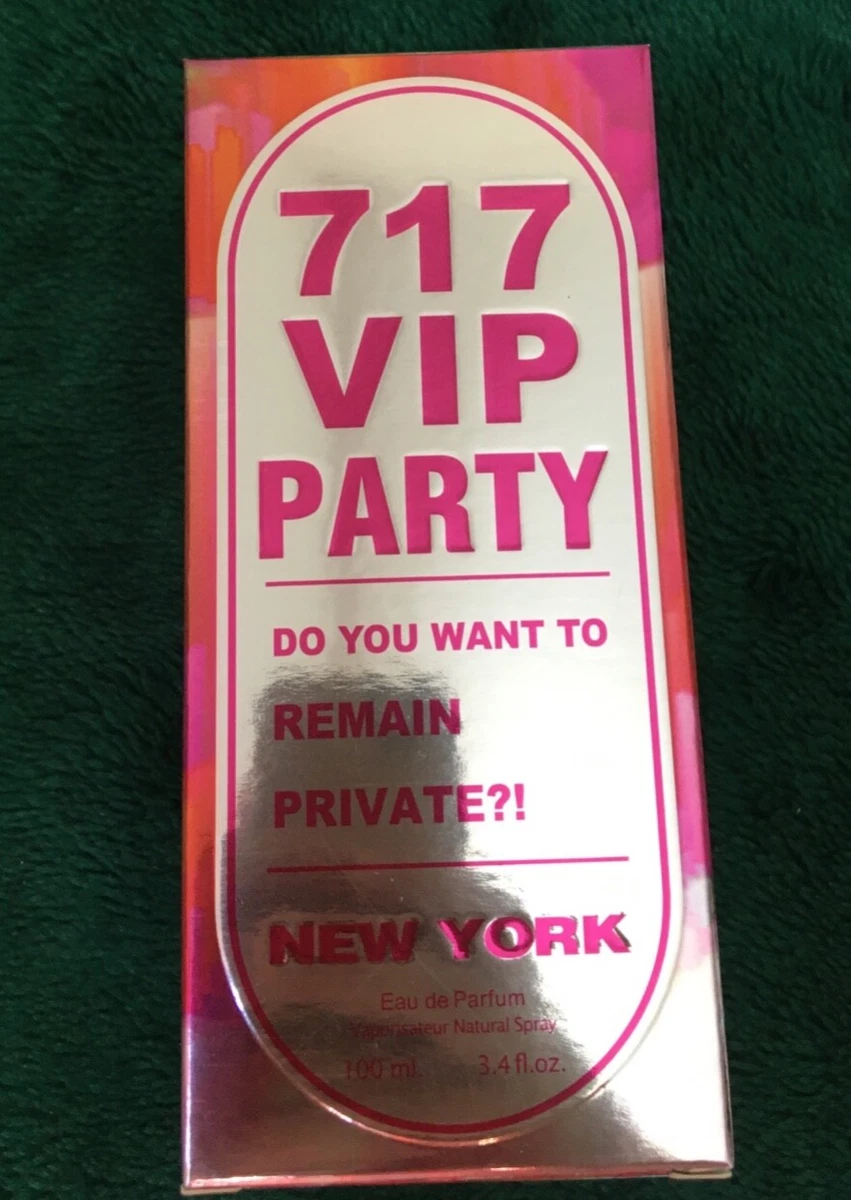 717
VIP
PARTY
DO YOU WANT TO
REMAIN
PRIVATE?!
NEW YORK
Eau de Parfum
Vaporisateur Natural Spray
100 ml. 3.4 fl.oz.